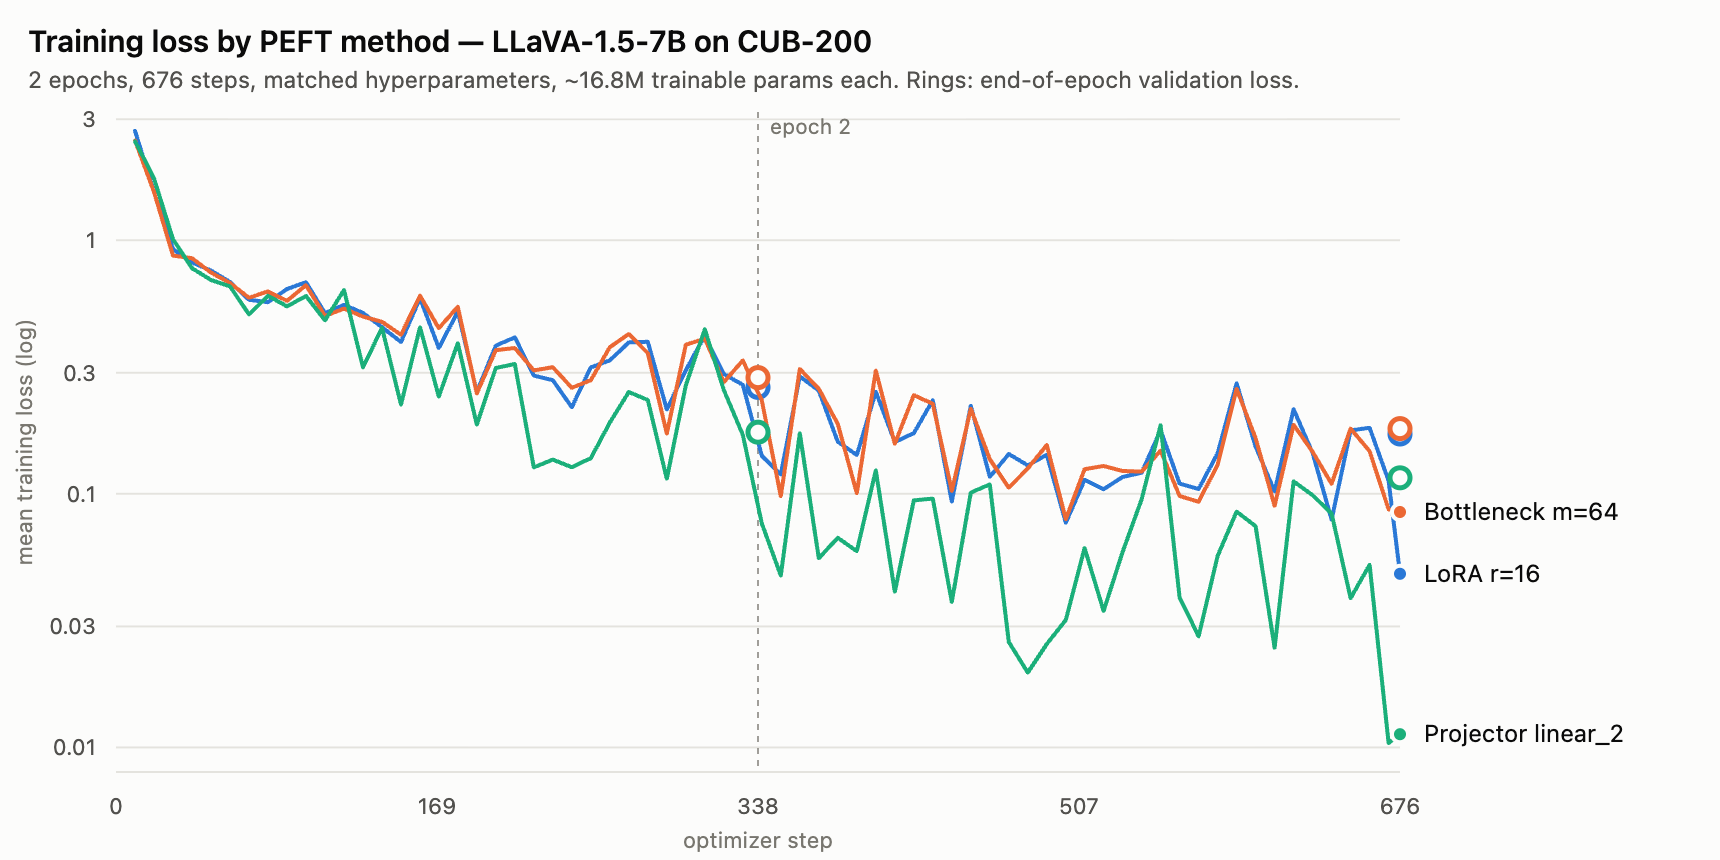 Training loss by PEFT method — LLaVA-1.5-7B on CUB-200
2 epochs, 676 steps, matched hyperparameters, ~16.8M trainable params each. Rings: end-of-epoch validation loss.
3
epoch 2
1
0.3
0.1
0.03
0.01
mean training loss (log)
Bottleneck m=64
LoRA r=16
Projector linear_2
0
169
338
507
676
optimizer step